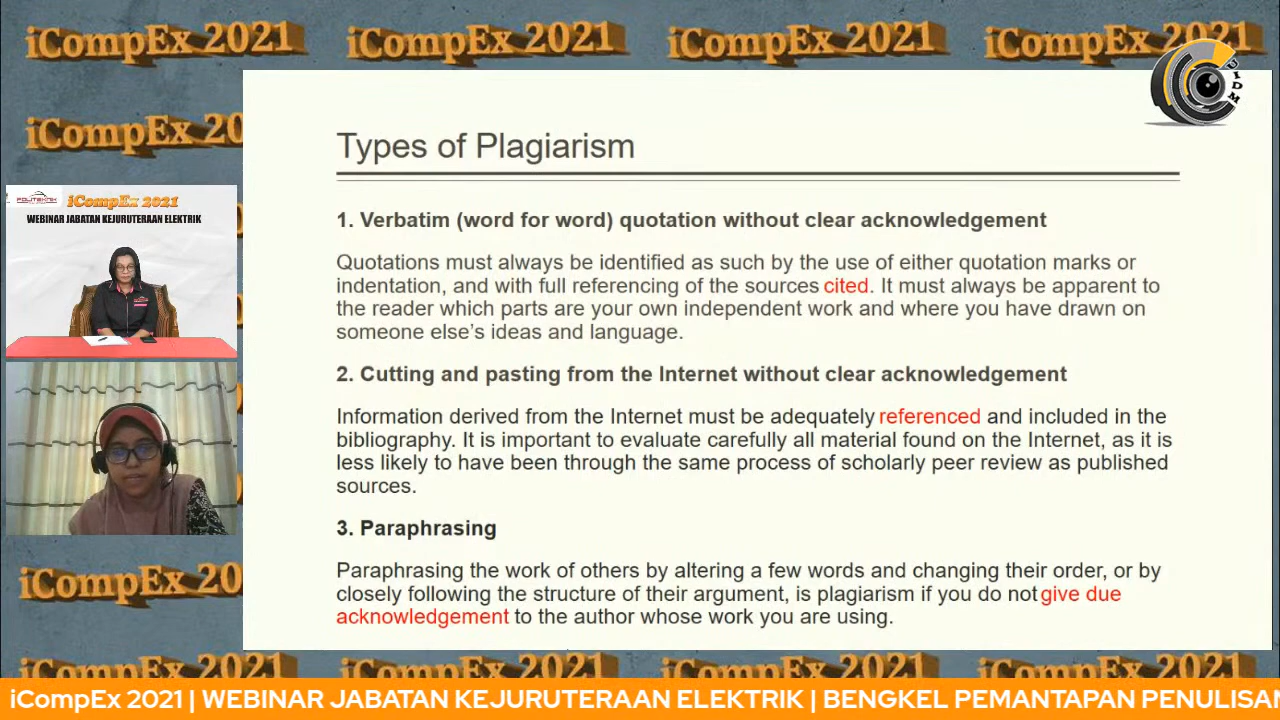 iCompEx 2021 iCompEx 2021 iCompEx 2021 iCompEx 2021
UIDM
iCompEx 20
Types of Plagiarism
POLITEKNIK
iCompEx 2021
WEBINAR JABATAN KEJURUTERAAN ELEKTRIK
1. Verbatim (word for word) quotation without clear acknowledgement
Quotations must always be identified as such by the use of either quotation marks or
indentation, and with full referencing of the sources cited. It must always be apparent to
the reader which parts are your own independent work and where you have drawn on
someone else’s ideas and language.
2. Cutting and pasting from the Internet without clear acknowledgement
Information derived from the Internet must be adequately referenced and included in the
bibliography. It is important to evaluate carefully all material found on the Internet, as it is
less likely to have been through the same process of scholarly peer review as published
sources.
3. Paraphrasing
Paraphrasing the work of others by altering a few words and changing their order, or by
closely following the structure of their argument, is plagiarism if you do not give due
acknowledgement to the author whose work you are using.
iCompEx 20
iCompEx 2021 iCompEx 2021 iCompEx 2021 iCompEx 2021
iCompEx 2021 | WEBINAR JABATAN KEJURUTERAAN ELEKTRIK | BENGKEL PEMANTAPAN PENULISAN